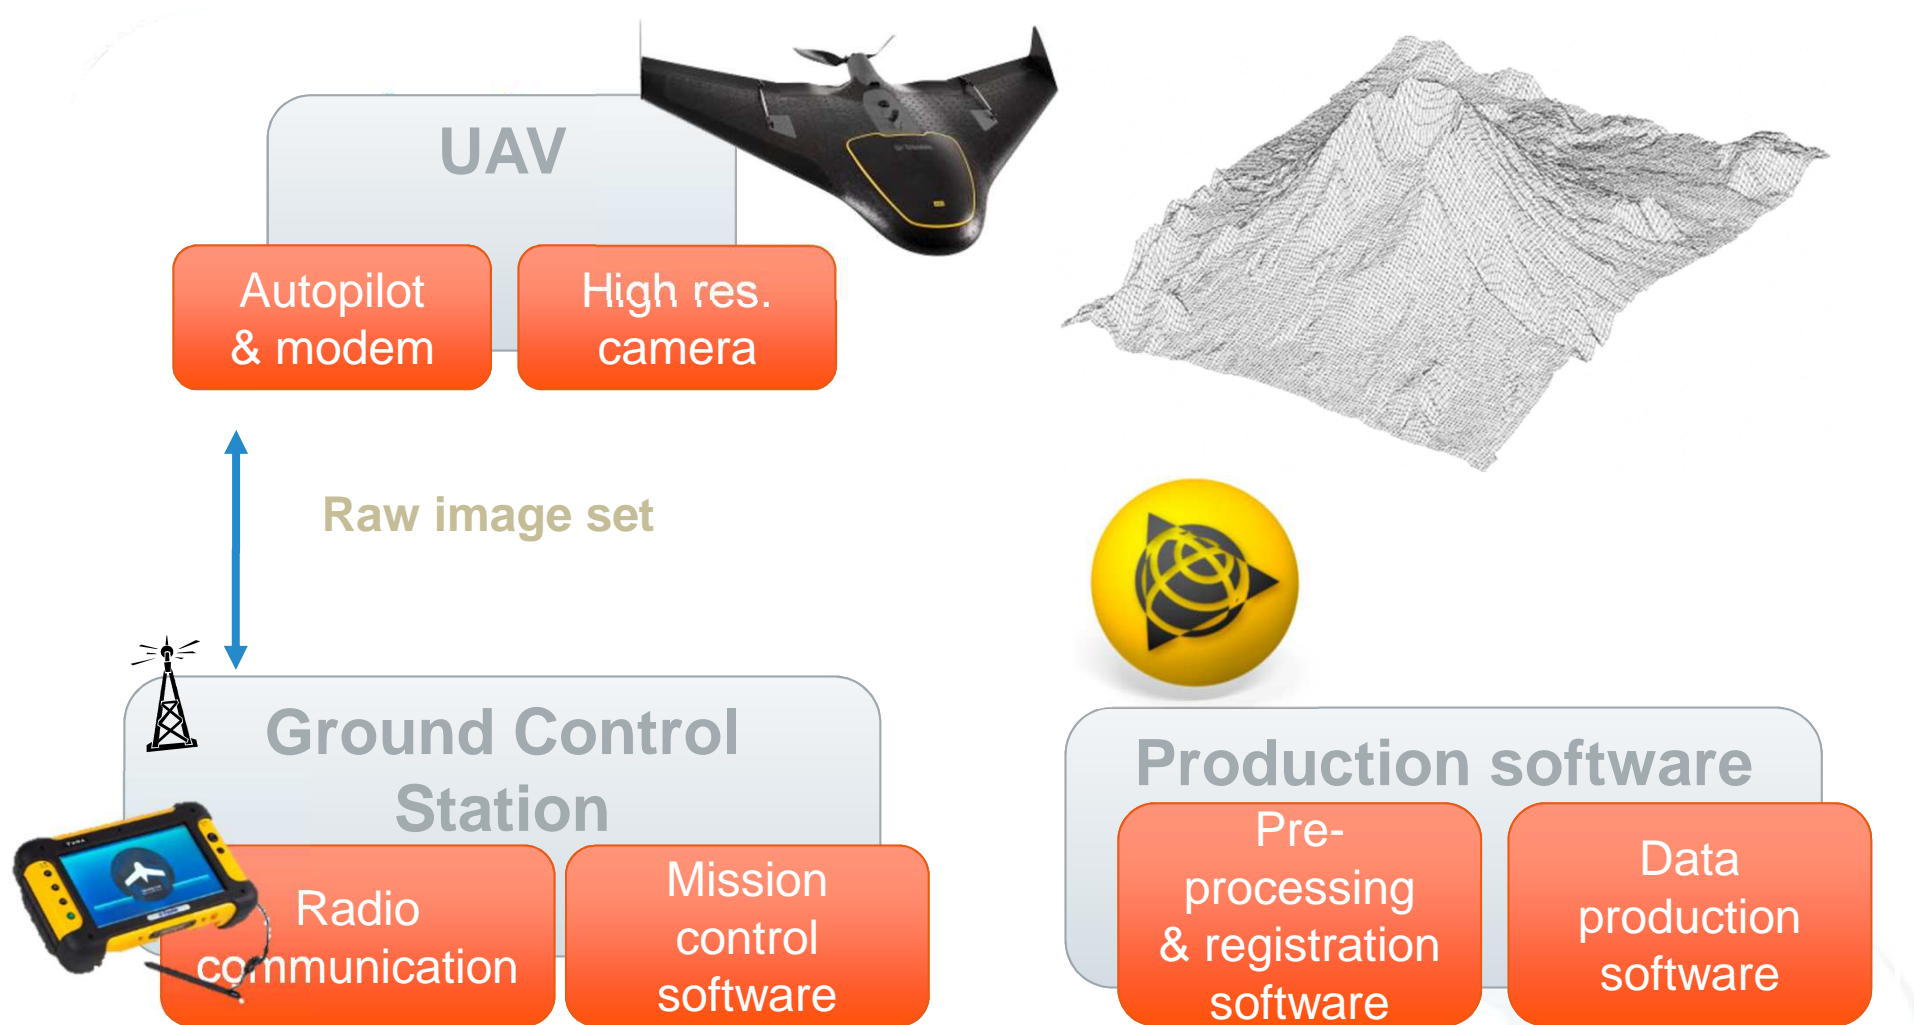 UAV
Autopilot
& modem
High res.
camera
Raw image set
Ground Control
Station
Radio
communication
Mission
control
software
Production software
Pre-
processing
& registration
software
Data
production
software